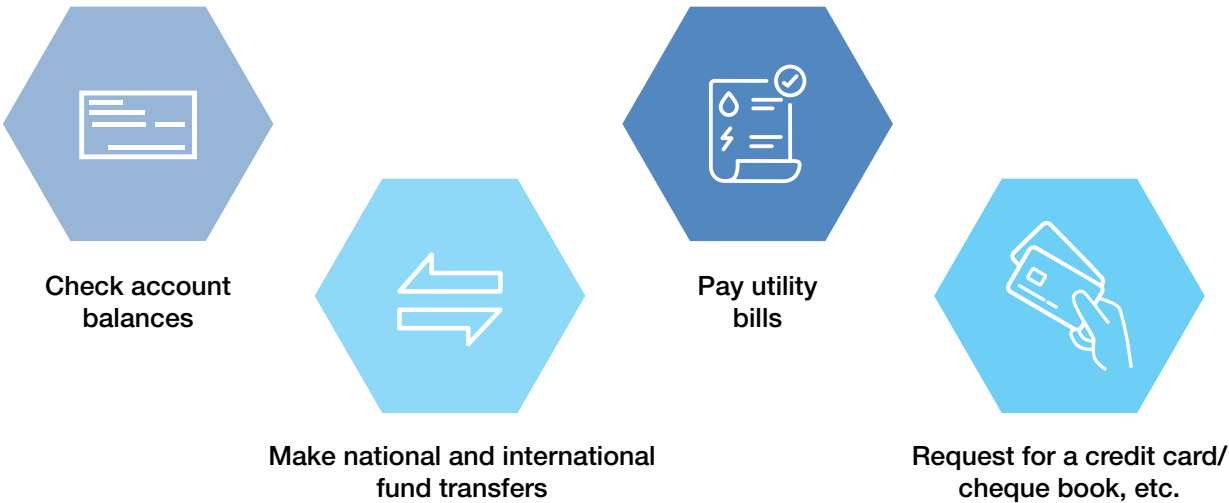 Check account
balances
Make national and international
fund transfers
Pay utility
bills
Request for a credit card/
cheque book, etc.